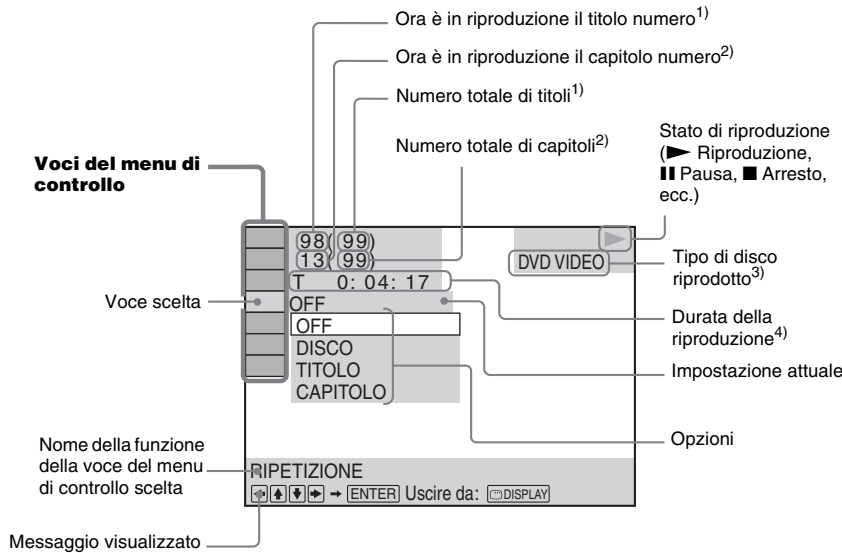 Ora è in riproduzione il titolo numero1)
Ora è in riproduzione il capitolo numero2)
Numero totale di titoli1)
Numero totale di capitoli2)
Stato di riproduzione
(► Riproduzione,
❚❚ Pausa, ■ Arresto,
ecc.)
Voci del menu di
controllo
98( 99)
13( 99)
T 0: 04: 17
OFF
OFF
DISCO
TITOLO
CAPITOLO
DVD VIDEO
Tipo di disco
riprodotto3)
Voce scelta
Durata della
riproduzione4)
Impostazione attuale
Opzioni
Nome della funzione
della voce del menu
di controllo scelta
RIPETIZIONE
←↑↓→ → ENTER Uscire da: DISPLAY
Messaggio visualizzato